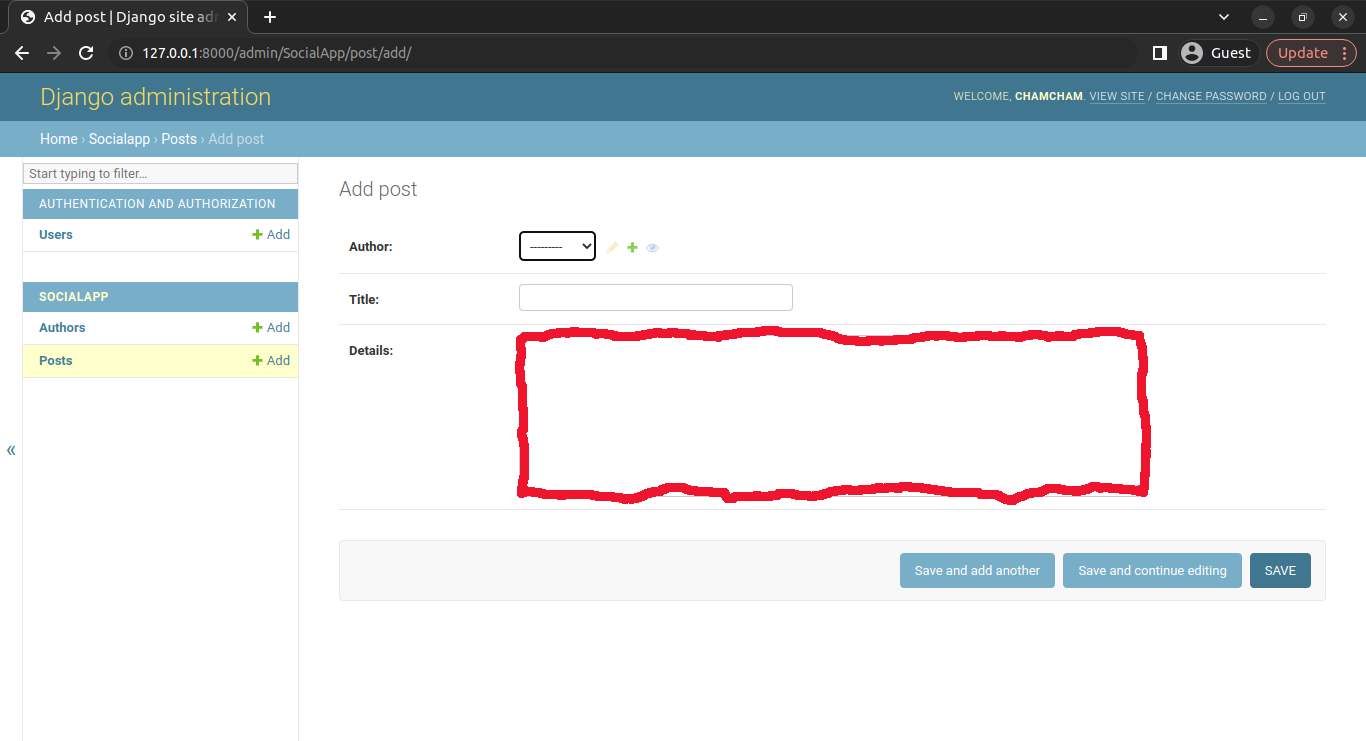 Add post | Django site adm
127.0.0.1:8000/admin/SocialApp/post/add/
Guest
Update
Django administration
WELCOME, CHAMCHAM. VIEW SITE / CHANGE PASSWORD / LOG OUT
Home › Socialapp › Posts › Add post
Start typing to filter...
AUTHENTICATION AND AUTHORIZATION
Users
Add
SOCIALAPP
Authors
Add
Posts
Add
«
Add post
Author:
---------
Title:
Details:
Save and add another
Save and continue editing
SAVE